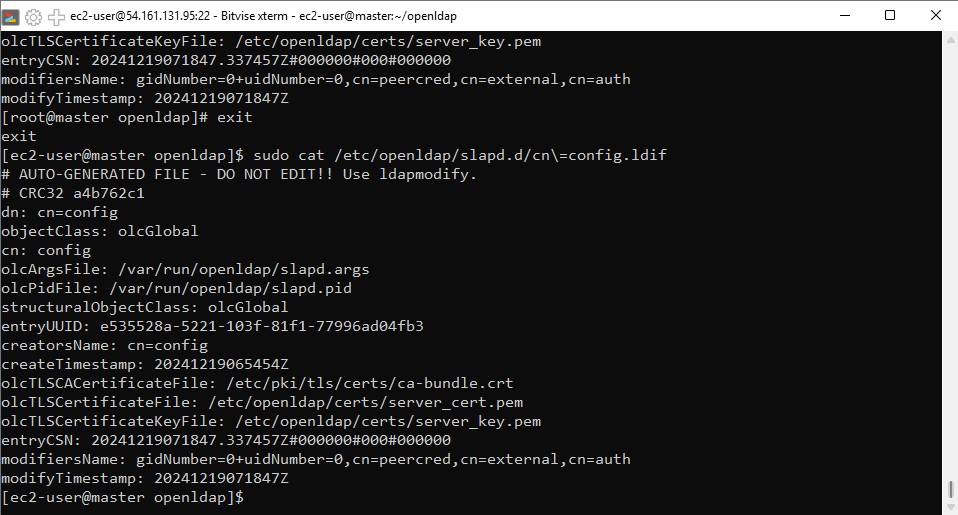 ec2-user@54.161.131.95:22 - Bitvise xterm - ec2-user@master:~/openldap
olcTLSCertificateKeyFile: /etc/openldap/certs/server_key.pem
entryCSN: 20241219071847.337457Z#000000#000#000000
modifiersName: gidNumber=0+uidNumber=0,cn=peercred,cn=external,cn=auth
modifyTimestamp: 20241219071847Z
[root@master openldap]# exit
exit
[ec2-user@master openldap]$ sudo cat /etc/openldap/slapd.d/cn\=config.ldif
# AUTO-GENERATED FILE - DO NOT EDIT!! Use ldapmodify.
# CRC32 a4b762c1
dn: cn=config
objectClass: olcGlobal
cn: config
olcArgsFile: /var/run/openldap/slapd.args
olcPidFile: /var/run/openldap/slapd.pid
structuralObjectClass: olcGlobal
entryUUID: e535528a-5221-103f-81f1-77996ad04fb3
creatorsName: cn=config
createTimestamp: 20241219065454Z
olcTLSCACertificateFile: /etc/pki/tls/certs/ca-bundle.crt
olcTLSCertificateFile: /etc/openldap/certs/server_cert.pem
olcTLSCertificateKeyFile: /etc/openldap/certs/server_key.pem
entryCSN: 20241219071847.337457Z#000000#000#000000
modifiersName: gidNumber=0+uidNumber=0,cn=peercred,cn=external,cn=auth
modifyTimestamp: 20241219071847Z
[ec2-user@master openldap]$